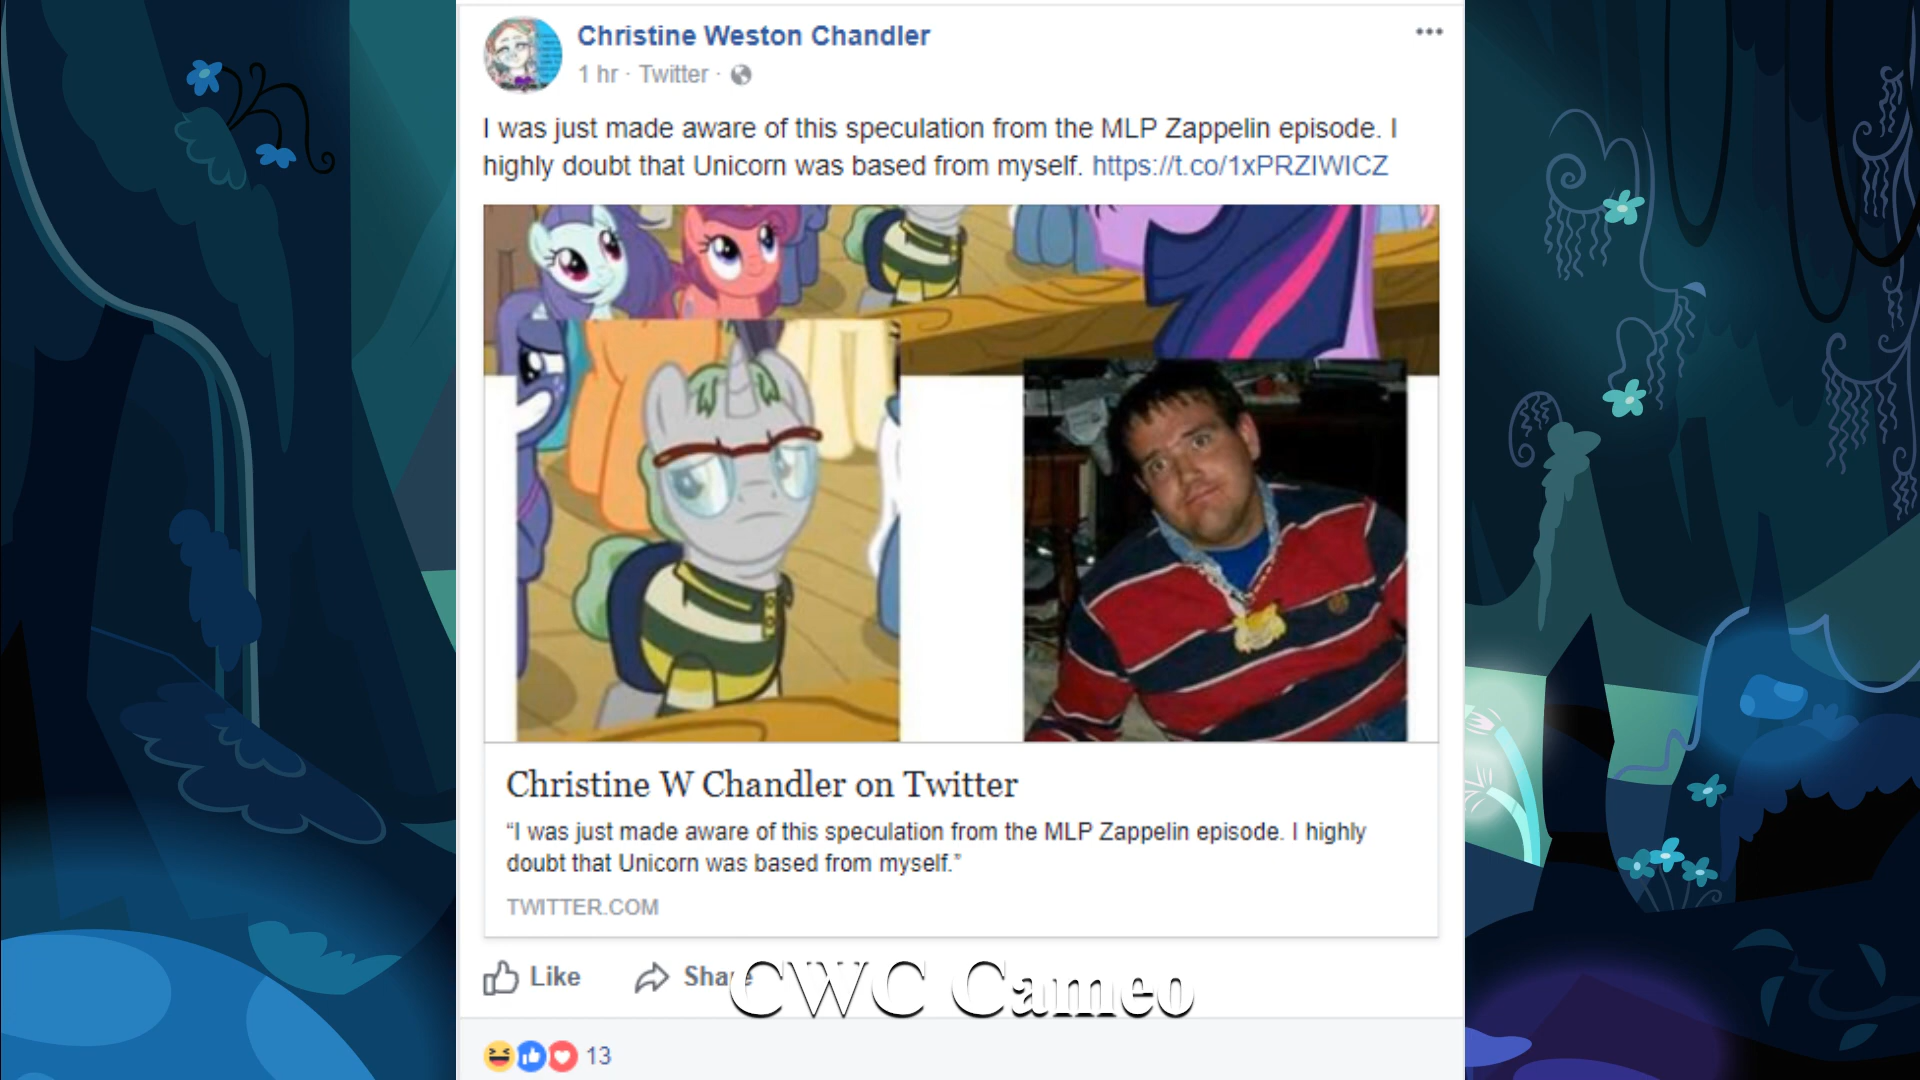 Christine Weston Chandler
1 hr · Twitter ·
I was just made aware of this speculation from the MLP Zappelin episode. I
highly doubt that Unicorn was based from myself. https://t.co/1xPRZIWICZ
Christine W Chandler on Twitter
“I was just made aware of this speculation from the MLP Zappelin episode. I highly
doubt that Unicorn was based from myself.”
TWITTER.COM
Like Share
CWC Cameo
13